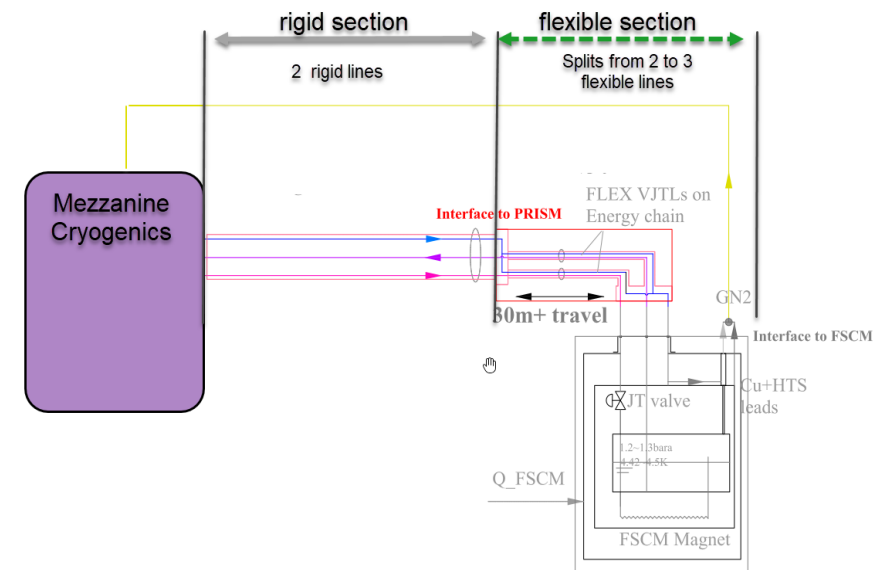 rigid section
flexible section
2 rigid lines
Splits from 2 to 3
flexible lines
Mezzanine
Cryogenics
FLEX VJTLs on
Energy chain
Interface to PRISM
30m+ travel
GN2
Interface to FSCM
Cu+HTS
leads
JT valve
1.2~1.3bara
4.42~4.5K
Q_FSCM
FSCM Magnet